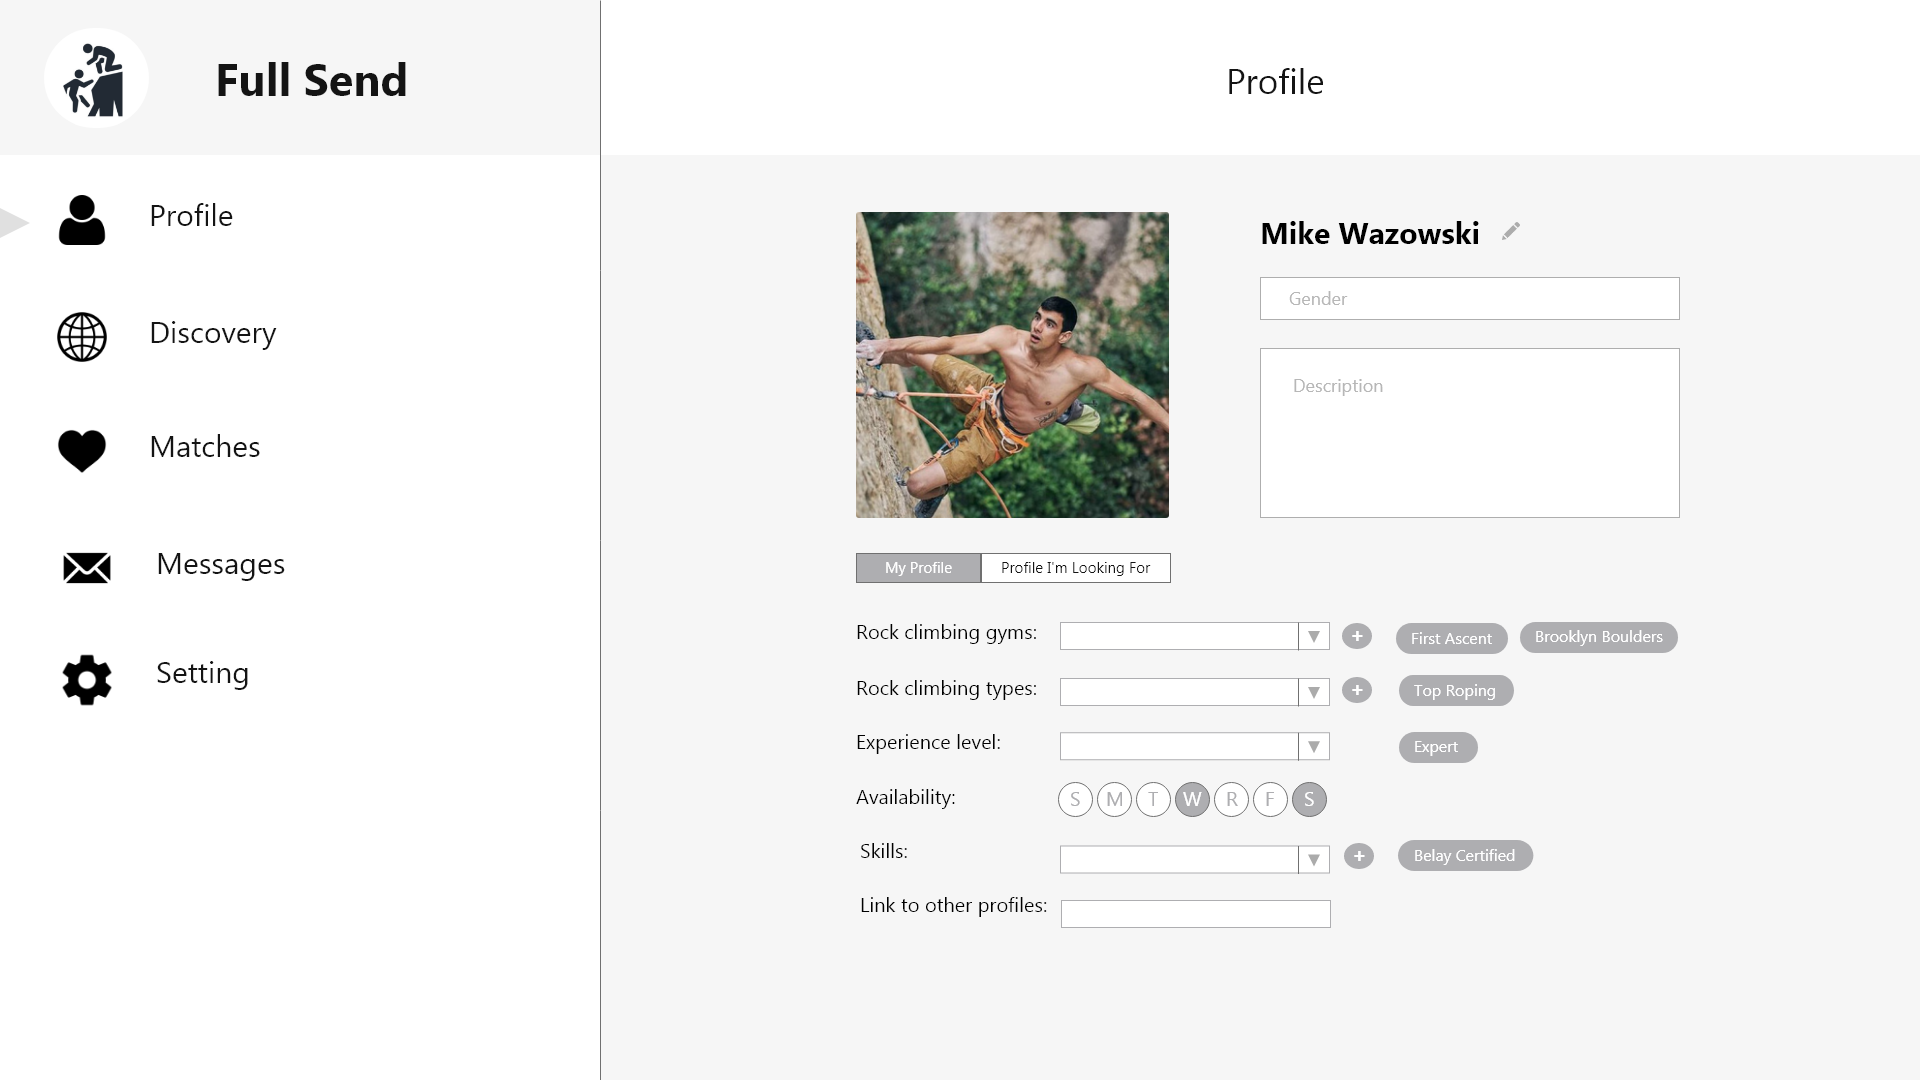 Full Send
Profile
Profile
Discovery
Matches
Messages
Setting
Mike Wazowski
Gender
Description
My Profile
Profile I'm Looking For
Rock climbing gyms: ▼ + First Ascent Brooklyn Boulders
Rock climbing types: ▼ + Top Roping
Experience level: ▼ Expert
Availability: S M T W R F S
Skills: ▼ + Belay Certified
Link to other profiles: